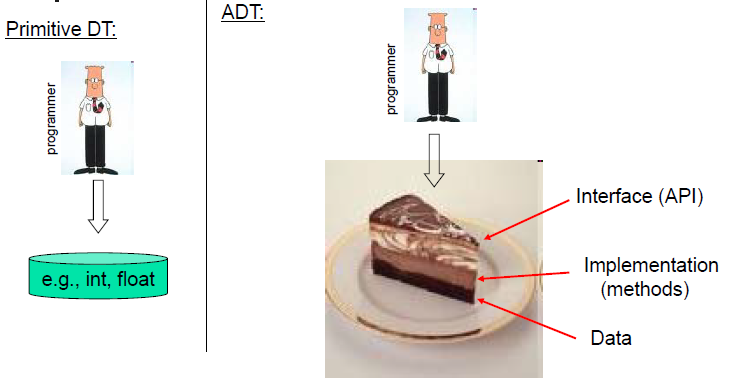 Primitive DT:
programmer
e.g., int, float
ADT:
programmer
Interface (API)
Implementation
(methods)
Data